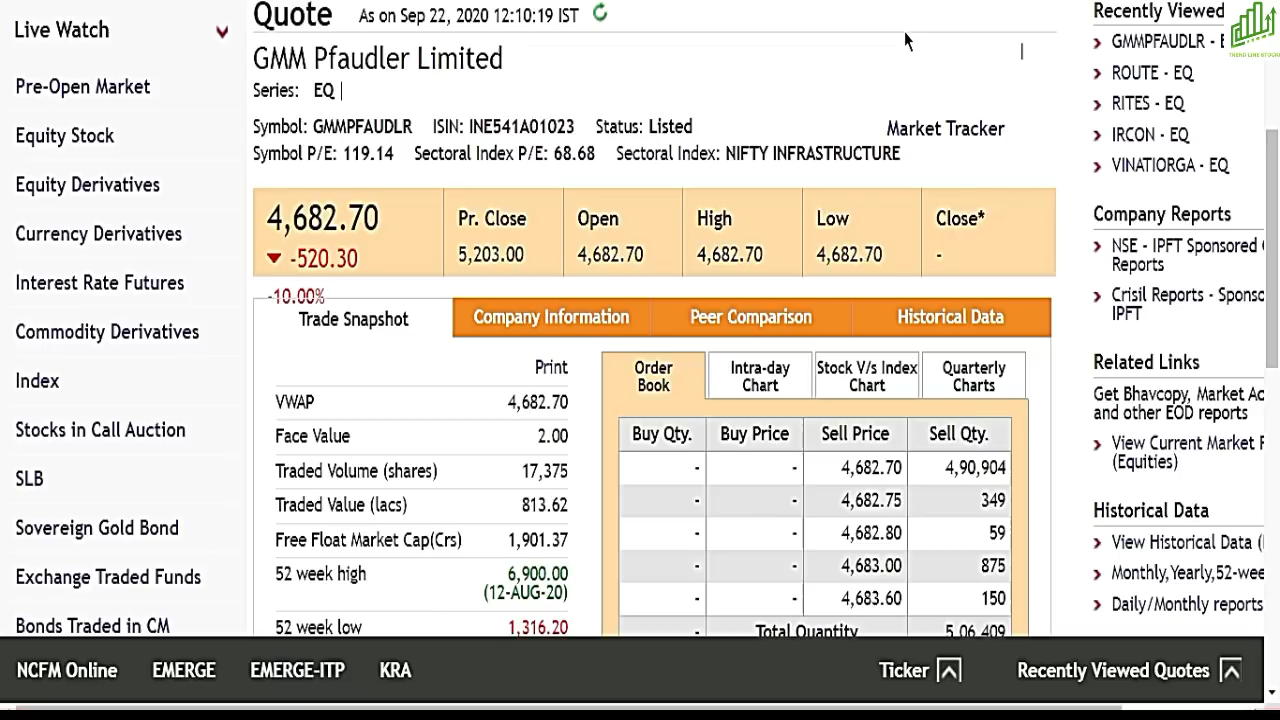 Live Watch
Pre-Open Market
Equity Stock
Equity Derivatives
Currency Derivatives
Interest Rate Futures
Commodity Derivatives
Index
Stocks in Call Auction
SLB
Sovereign Gold Bond
Exchange Traded Funds
Bonds Traded in CM
Quote As on Sep 22, 2020 12:10:19 IST
GMM Pfaudler Limited
Series: EQ |
Symbol: GMMPFAUDLR ISIN: INE541A01023 Status: Listed
Market Tracker
Symbol P/E: 119.14 Sectoral Index P/E: 68.68 Sectoral Index: NIFTY INFRASTRUCTURE
4,682.70 Pr. Close Open High Low Close*
-520.30 5,203.00 4,682.70 4,682.70 4,682.70 -
-10.00%
Trade Snapshot Company Information Peer Comparison Historical Data
Print
VWAP 4,682.70
Face Value 2.00
Traded Volume (shares) 17,375
Traded Value (lacs) 813.62
Free Float Market Cap(Crs) 1,901.37
52 week high 6,900.00
(12-AUG-20)
52 week low 1,316.20
Order Book
Intra-day Chart
Stock V/s Index Chart
Quarterly Charts
Buy Qty. Buy Price Sell Price Sell Qty.
- - 4,682.70 4,90,904
- - 4,682.75 349
- - 4,682.80 59
- - 4,683.00 875
- - 4,683.60 150
- Total Quantity 5,06,409
Recently Viewed
GMMPFAUDLR - E
ROUTE - EQ
RITES - EQ
IRCON - EQ
VINATIORGA - EQ
Company Reports
NSE - IPFT Sponsored
Reports
Crisil Reports - Sponso
IPFT
Related Links
Get Bhavcopy, Market Ac
and other EOD reports
View Current Market F
(Equities)
Historical Data
View Historical Data (
Monthly,Yearly,52-wee
Daily/Monthly reports
TREND LINE STOCKS
NCFM Online EMERGE EMERGE-ITP KRA Ticker Recently Viewed Quotes